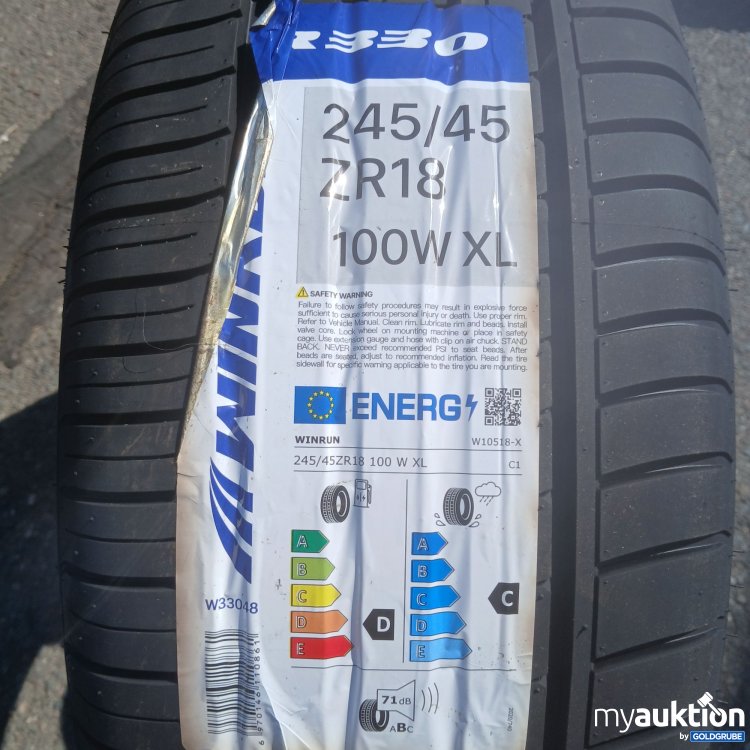 R330
245/45
ZR18
100W XL
SAFETY WARNING
Failure to follow safety procedures may result in explosive force
sufficient to cause serious personal injury or death. Use proper rim.
Refer to Vehicle Manual. Clean rim. Lubricate rim and beads. Install
valve core. Lock wheel on mounting machine or place in safety
cage. Use extension gauge and hose with clip on air chuck. STAND
BACK. NEVER exceed recommended PSI to seat beads. After
beads are seated, adjust to recommended inflation. Read the tire
sidewall for specific warning applicable to the tire you are mounting.
ENERG
WINRUN W10518-X
245/45ZR18 100 W XL C1
A A
B B
C C C
D D D
E E
W33048
71 dB
ABC
2020/740
6970146110861
myauktion
by GOLDGRUBE